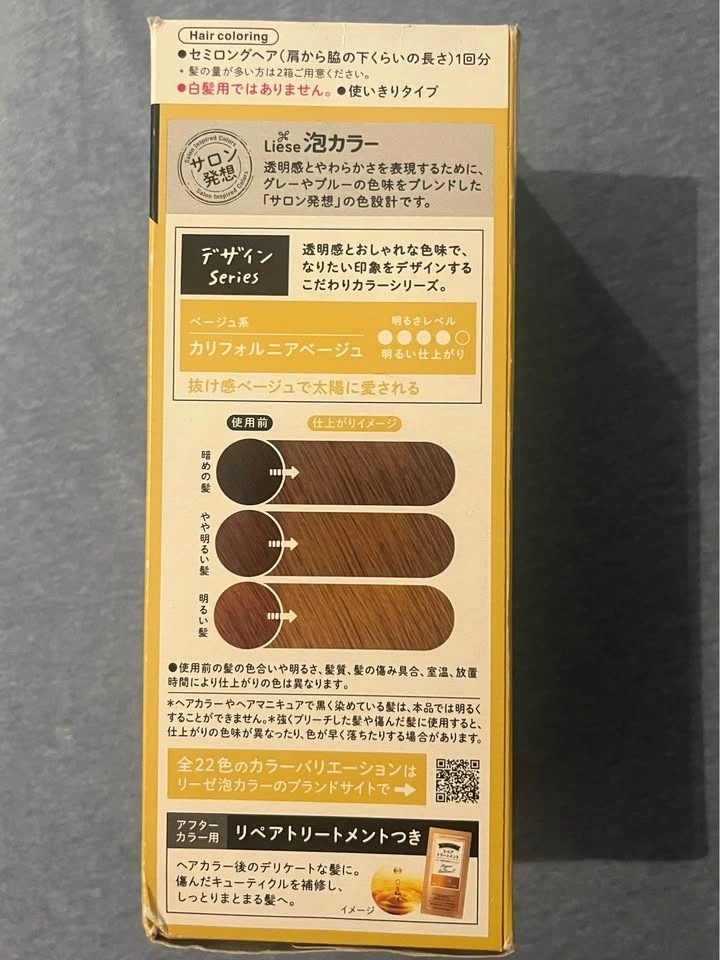 Hair coloring
●セミロングヘア(肩から脇の下くらいの長さ)1回分
* 髪の量が多い方は2箱ご用意ください。
●白髪用ではありません。●使いきりタイプ
Salon Inspired Colors
サロン
発想
Salon Inspired Colors
Liese 泡カラー
透明感とやわらかさを表現するために、
グレーやブルーの色味をブレンドした
「サロン発想」の色設計です。
デザイン
Series
透明感とおしゃれな色味で、
なりたい印象をデザインする
こだわりカラーシリーズ。
ベージュ系
カリフォルニアベージュ
明るさレベル
明るい仕上がり
抜け感ベージュで太陽に愛される
使用前
仕上がりイメージ
暗めの髪
やや明るい髪
明るい髪
●使用前の髪の色合いや明るさ、髪質、髪の傷み具合、室温、放置
時間により仕上がりの色は異なります。
*ヘアカラーやヘアマニキュアで黒く染めている髪は、本品では明るく
することができません。*強くブリーチした髪や傷んだ髪に使用すると、
仕上がりの色味が異なったり、色が早く落ちたりする場合があります。
全22色のカラーバリエーションは
リーゼ泡カラーのブランドサイトで
アフター
カラー用
リペアトリートメントつき
ヘアカラー後のデリケートな髪に。
傷んだキューティクルを補修し、
しっとりまとまる髪へ。
イメージ
リペア
トリートメント